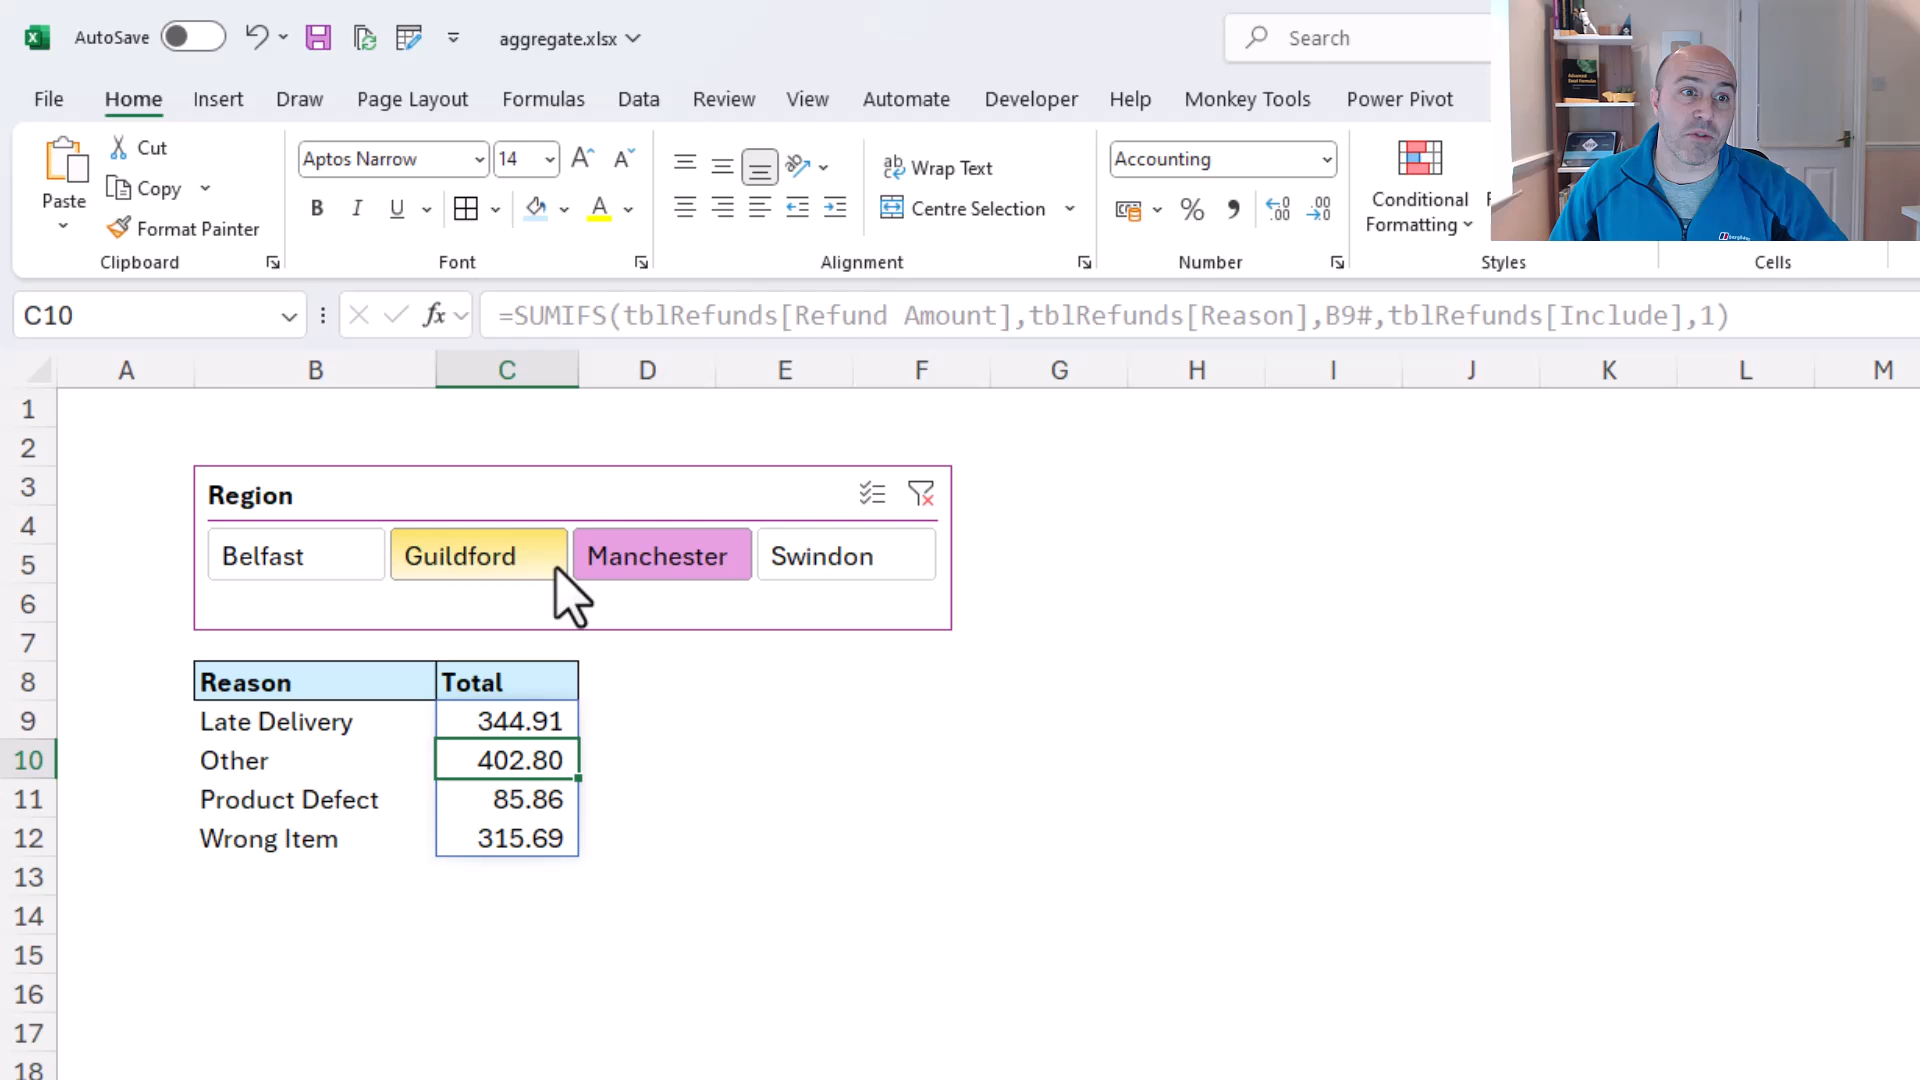 AutoSave aggregate.xlsx Search
File Home Insert Draw Page Layout Formulas Data Review View Automate Developer Help Monkey Tools Power Pivot
Paste Cut Copy Format Painter Clipboard
Aptos Narrow 14 B I U A Font
ab Wrap Text Centre Selection Alignment
Accounting % Number
Conditional Formatting Styles Cells
C10 fx =SUMIFS(tblRefunds[Refund Amount],tblRefunds[Reason],B9#,tblRefunds[Include],1)
A B C D E F G H I J K L M
1
2
3 Region
4
5 Belfast Guildford Manchester Swindon
6
7
8 Reason Total
9 Late Delivery 344.91
10 Other 402.80
11 Product Defect 85.86
12 Wrong Item 315.69
13
14
15
16
17
18